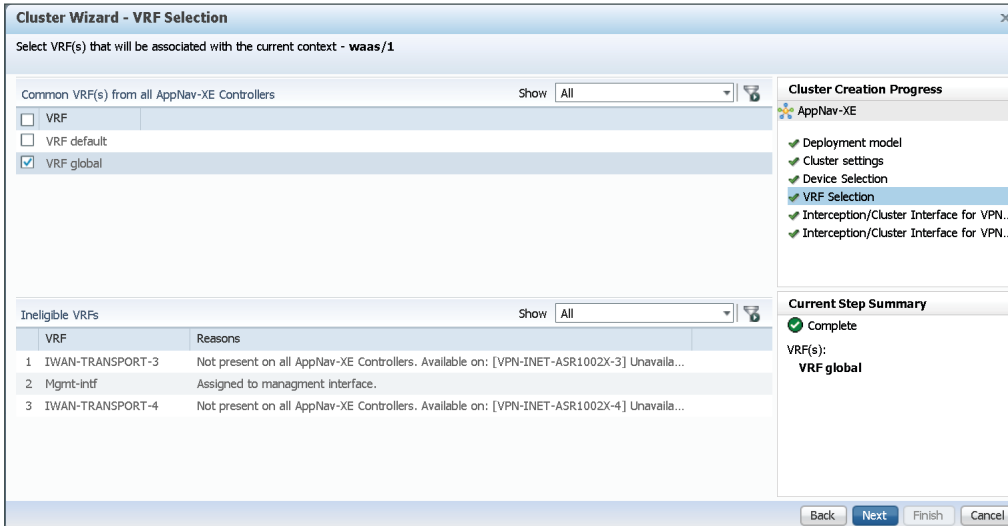 Cluster Wizard - VRF Selection
Select VRF(s) that will be associated with the current context - waas/1
Common VRF(s) from all AppNav-XE Controllers Show All
VRF
VRF default
VRF global
Ineligible VRFs Show All
VRF Reasons
1 IWAN-TRANSPORT-3 Not present on all AppNav-XE Controllers. Available on: [VPN-INET-ASR1002X-3] Unavaila...
2 Mgmt-intf Assigned to managment interface.
3 IWAN-TRANSPORT-4 Not present on all AppNav-XE Controllers. Available on: [VPN-INET-ASR1002X-4] Unavaila...
Cluster Creation Progress
AppNav-XE
Deployment model
Cluster settings
Device Selection
VRF Selection
Interception/Cluster Interface for VPN...
Interception/Cluster Interface for VPN...
Current Step Summary
Complete
VRF(s):
VRF global
Back Next Finish Cancel